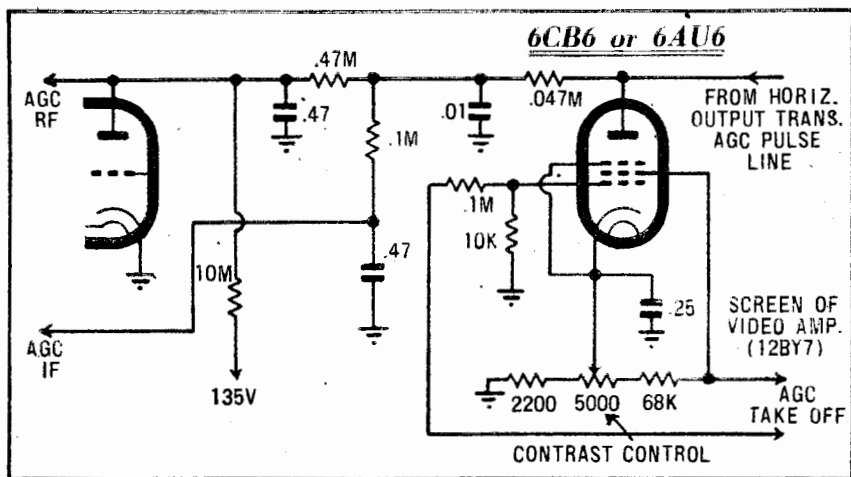 6CB6 or 6AU6
AGC
RF
.47M
.47
.01
.047M
FROM HORIZ.
OUTPUT TRANS.
AGC PULSE
LINE
.1M
.1M
10K
10M
.47
.25
SCREEN OF
VIDEO AMP.
(12BY7)
AGC
IF
135V
2200
5000
68K
AGC
TAKE OFF
CONTRAST CONTROL